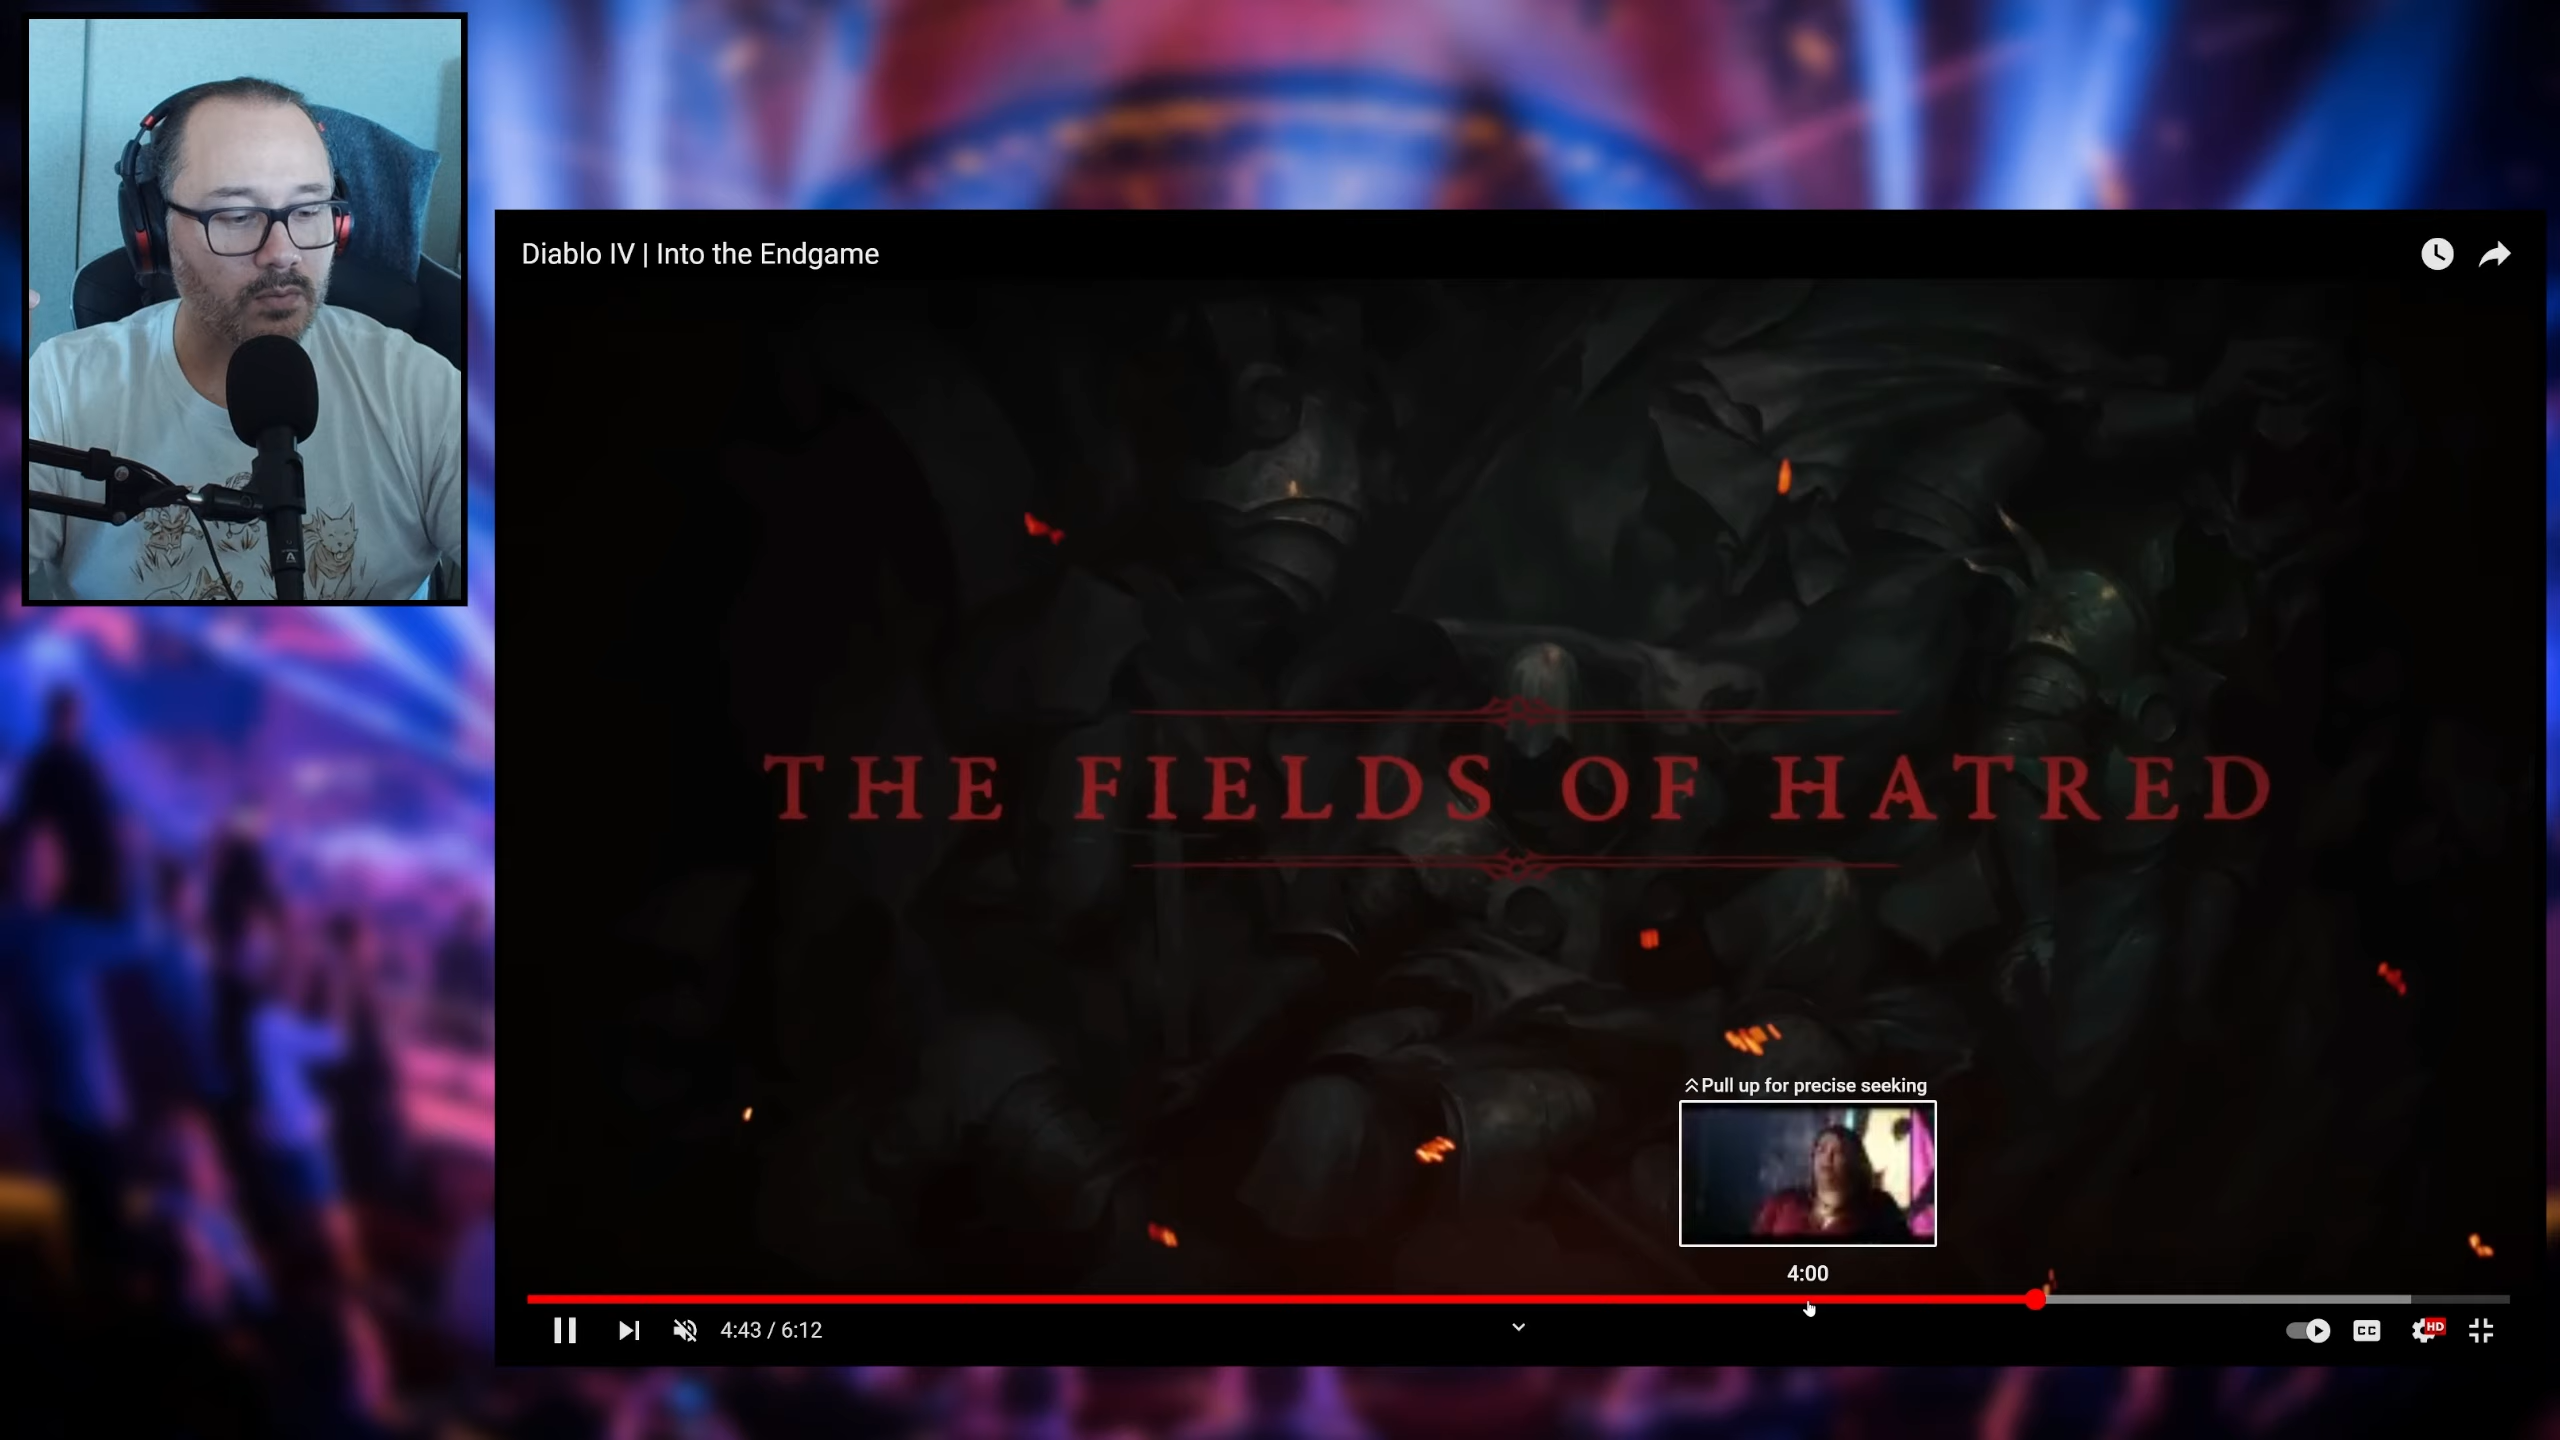 Diablo IV | Into the Endgame
THE FIELDS OF HATRED
Pull up for precise seeking
4:00
4:43 / 6:12
CC
HD